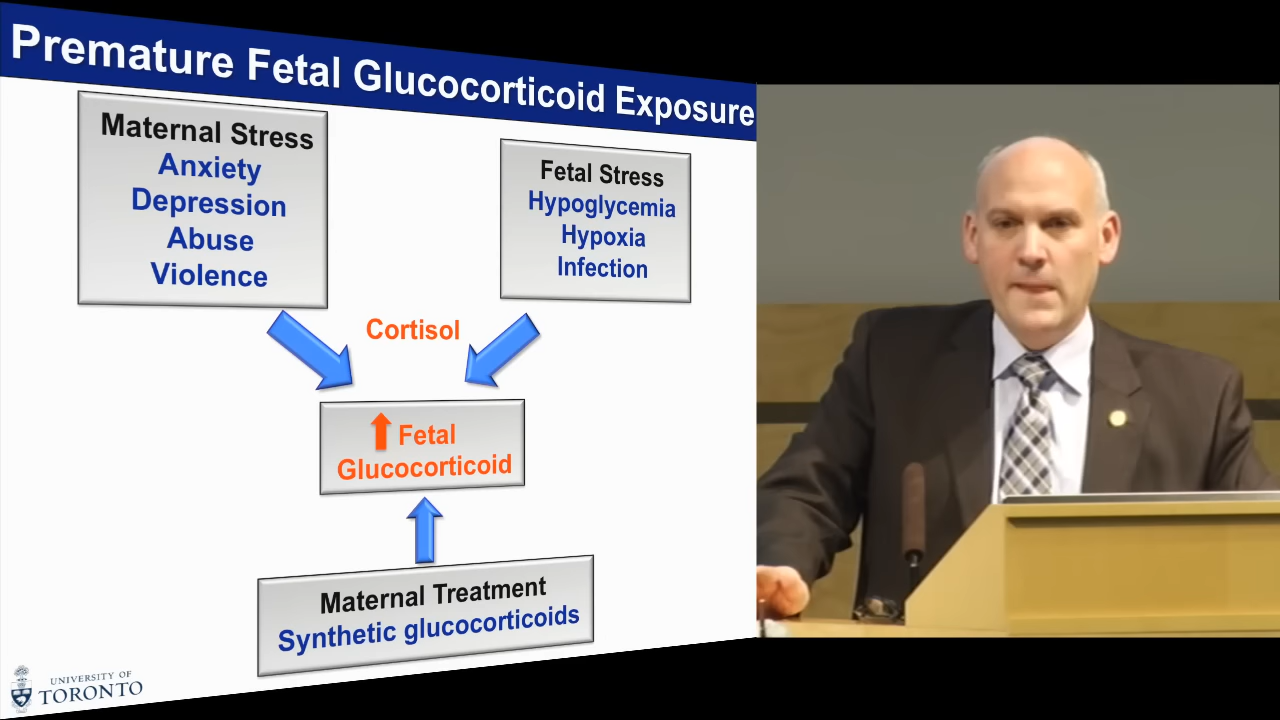 Premature Fetal Glucocorticoid Exposure
Maternal Stress
Anxiety
Depression
Abuse
Violence
Fetal Stress
Hypoglycemia
Hypoxia
Infection
Cortisol
Fetal
Glucocorticoid
Maternal Treatment
Synthetic glucocorticoids
UNIVERSITY OF
TORONTO